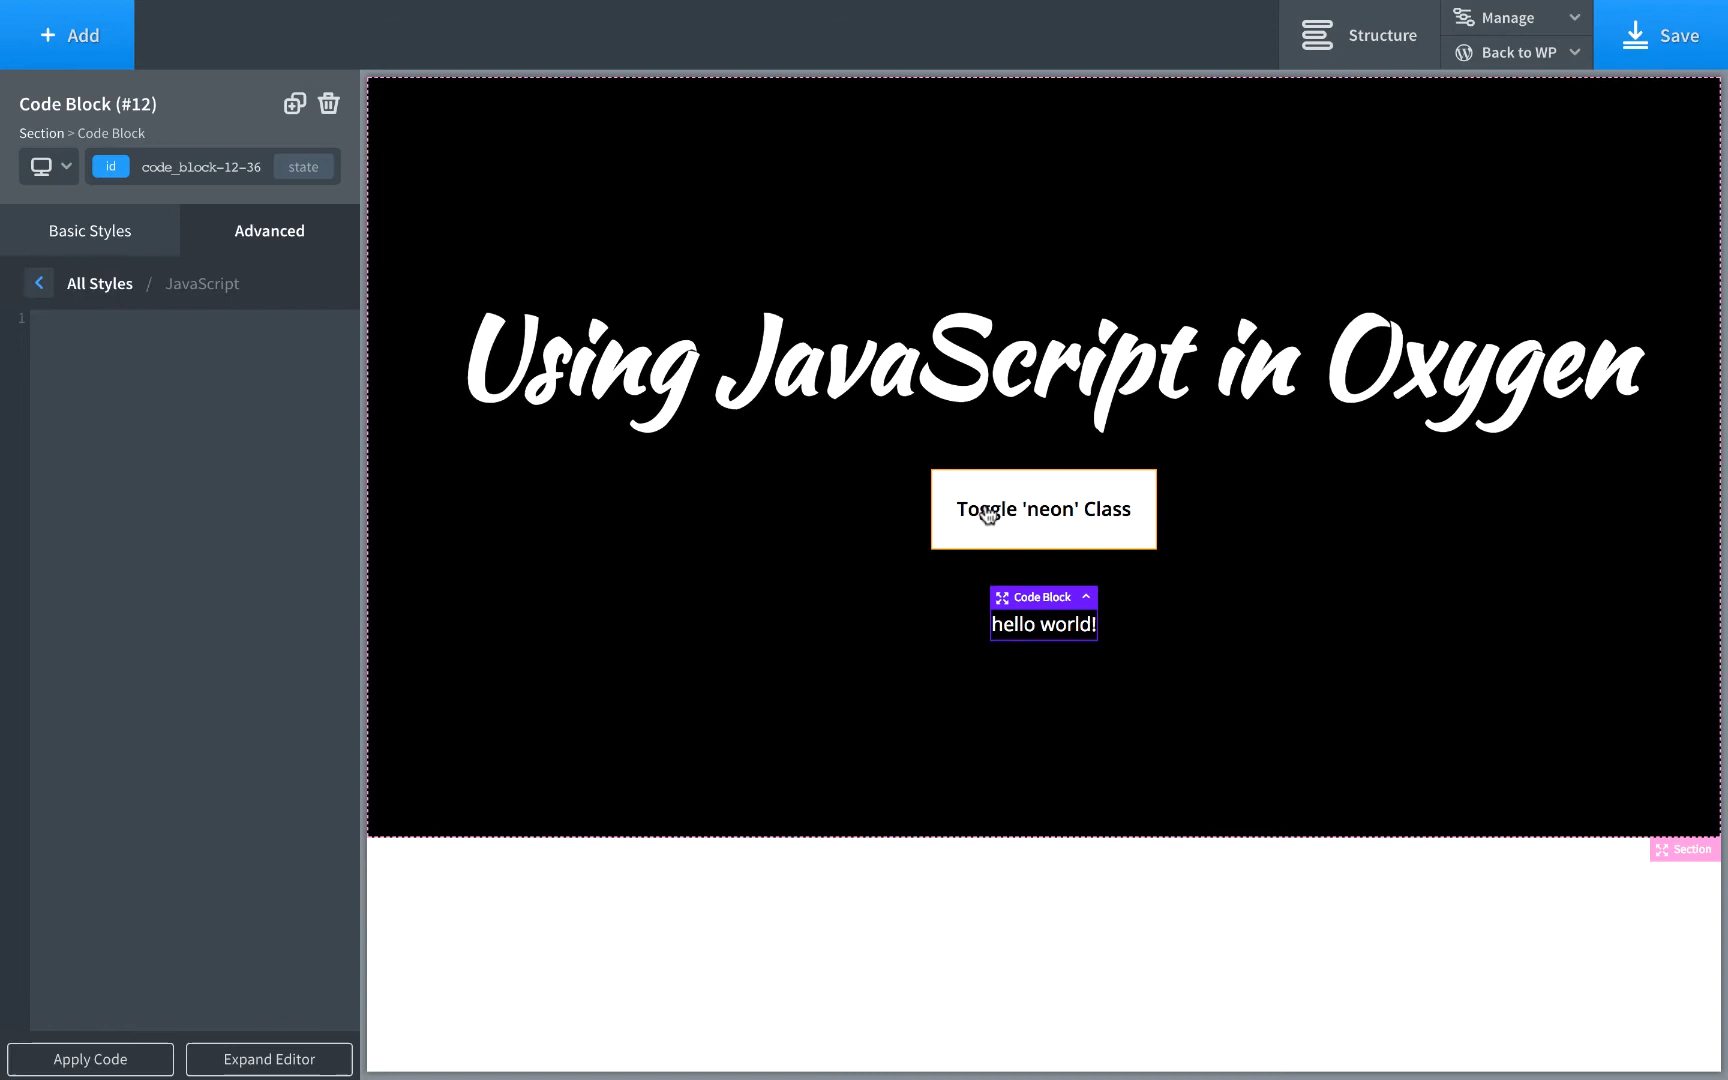 + Add
Structure
Manage
Back to WP
Save
Code Block (#12)
Section > Code Block
id code_block-12-36 state
Basic Styles Advanced
All Styles / JavaScript
1
Using JavaScript in Oxygen
Toggle 'neon' Class
Code Block
hello world!
Section
Apply Code Expand Editor